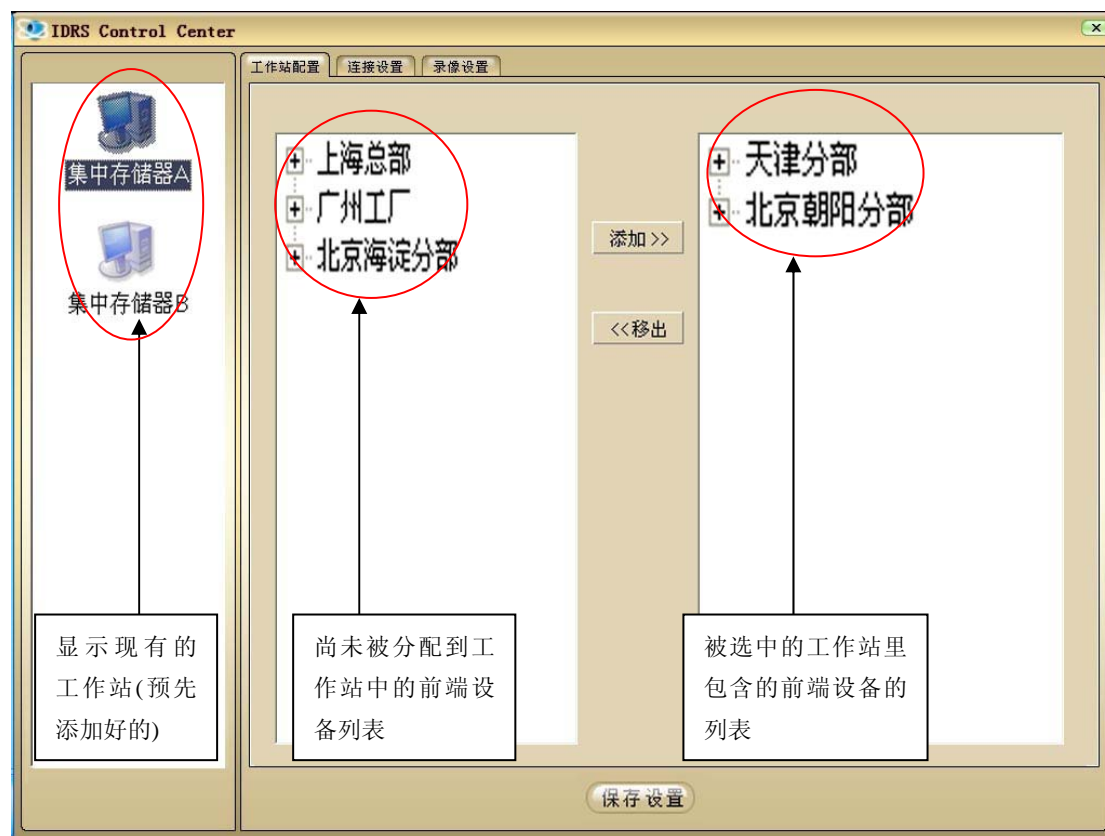 IDRS Control Center
工作站配置 连接设置 录像设置
集中存储器A
集中存储器B
上海总部
广州工厂
北京海淀分部
添加>>
<<移出
天津分部
北京朝阳分部
显示现有的
工作站(预先
添加好的)
尚未被分配到工
作站中的前端设
备列表
被选中的工作站里
包含的前端设备的
列表
保存设置